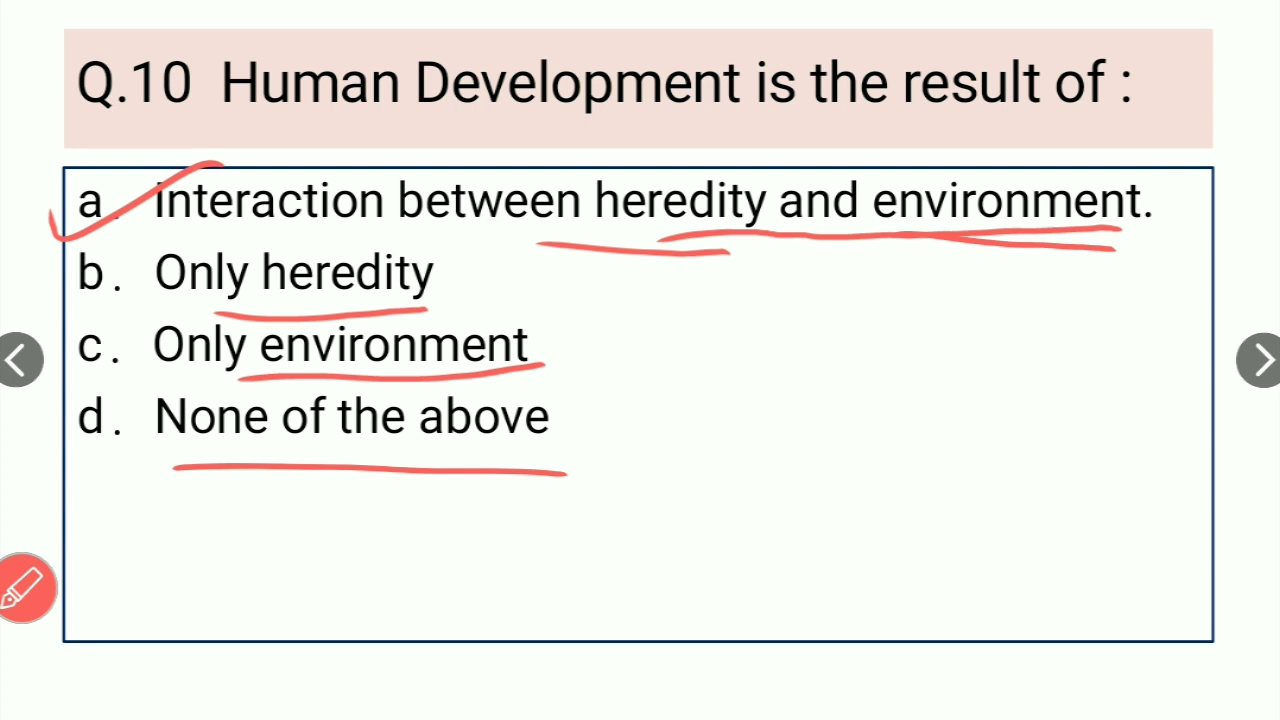 Q.10 Human Development is the result of :
a. Interaction between heredity and environment.
b. Only heredity
c. Only environment
d. None of the above